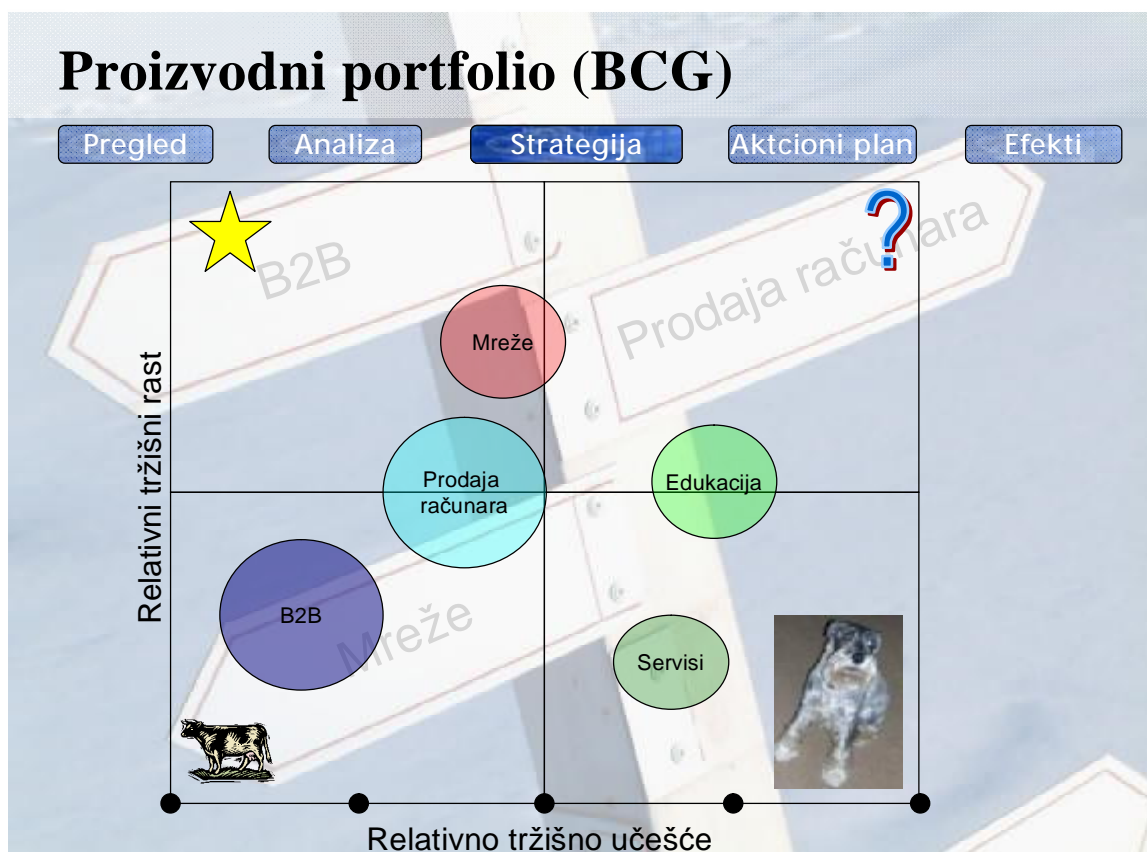 Proizvodni portfolio (BCG)
Pregled
Analiza
Strategija
Aktcioni plan
Efekti
?
B2B
Prodaja računara
Mreže
Relativni tržišni rast
Mreže
Prodaja
računara
Edukacija
B2B
Servisi
Relativno tržišno učešće